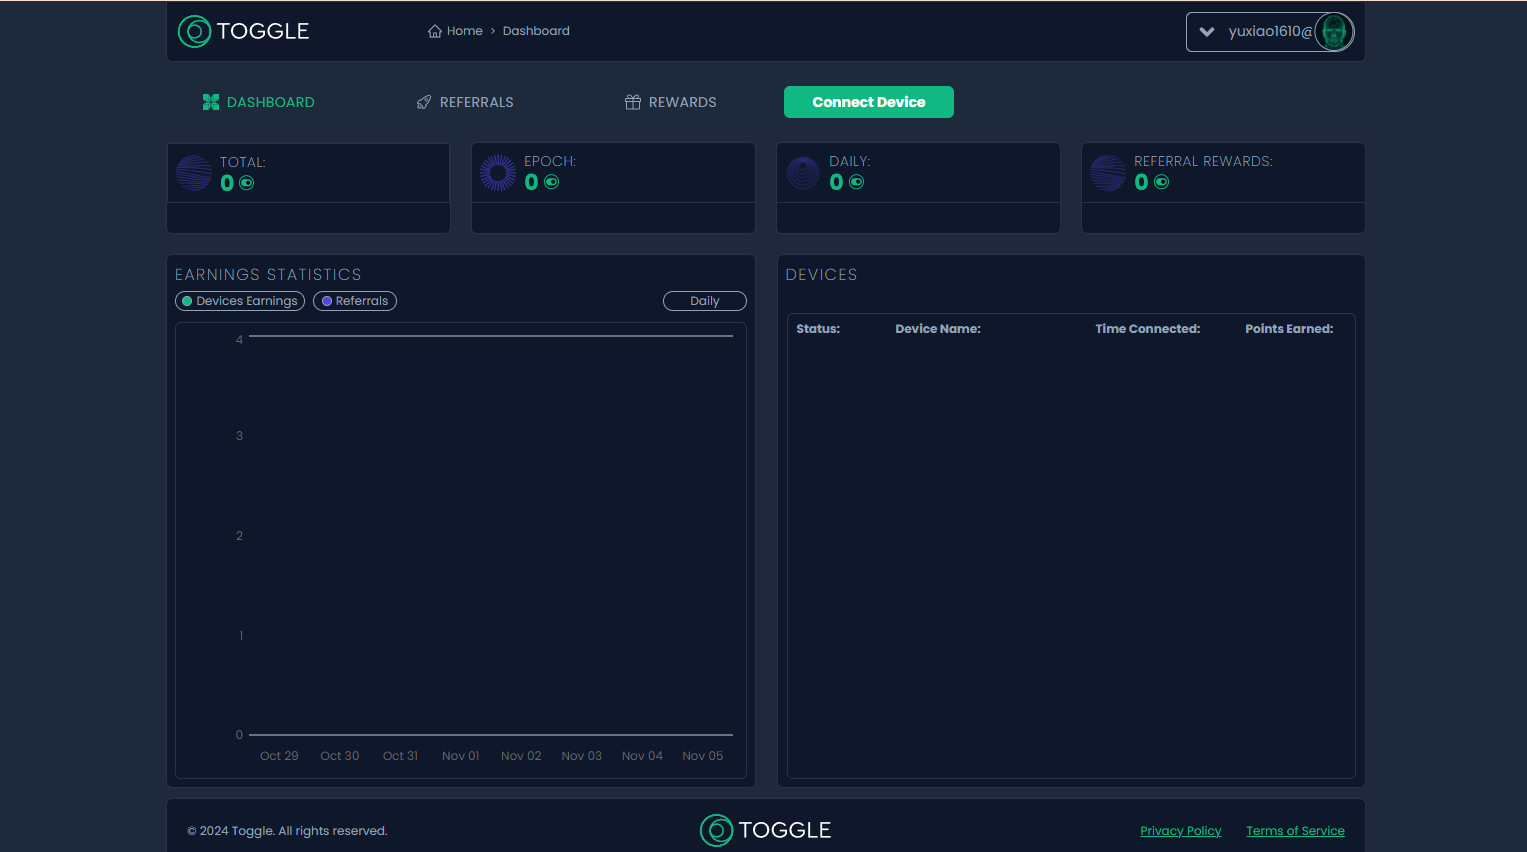 TOGGLE
Home › Dashboard
yuxiao1610@
DASHBOARD
REFERRALS
REWARDS
Connect Device
TOTAL:
0
EPOCH:
0
DAILY:
0
REFERRAL REWARDS:
0
EARNINGS STATISTICS
Devices Earnings
Referrals
Daily
4
3
2
1
0
Oct 29
Oct 30
Oct 31
Nov 01
Nov 02
Nov 03
Nov 04
Nov 05
DEVICES
Status:
Device Name:
Time Connected:
Points Earned:
© 2024 Toggle. All rights reserved.
TOGGLE
Privacy Policy
Terms of Service